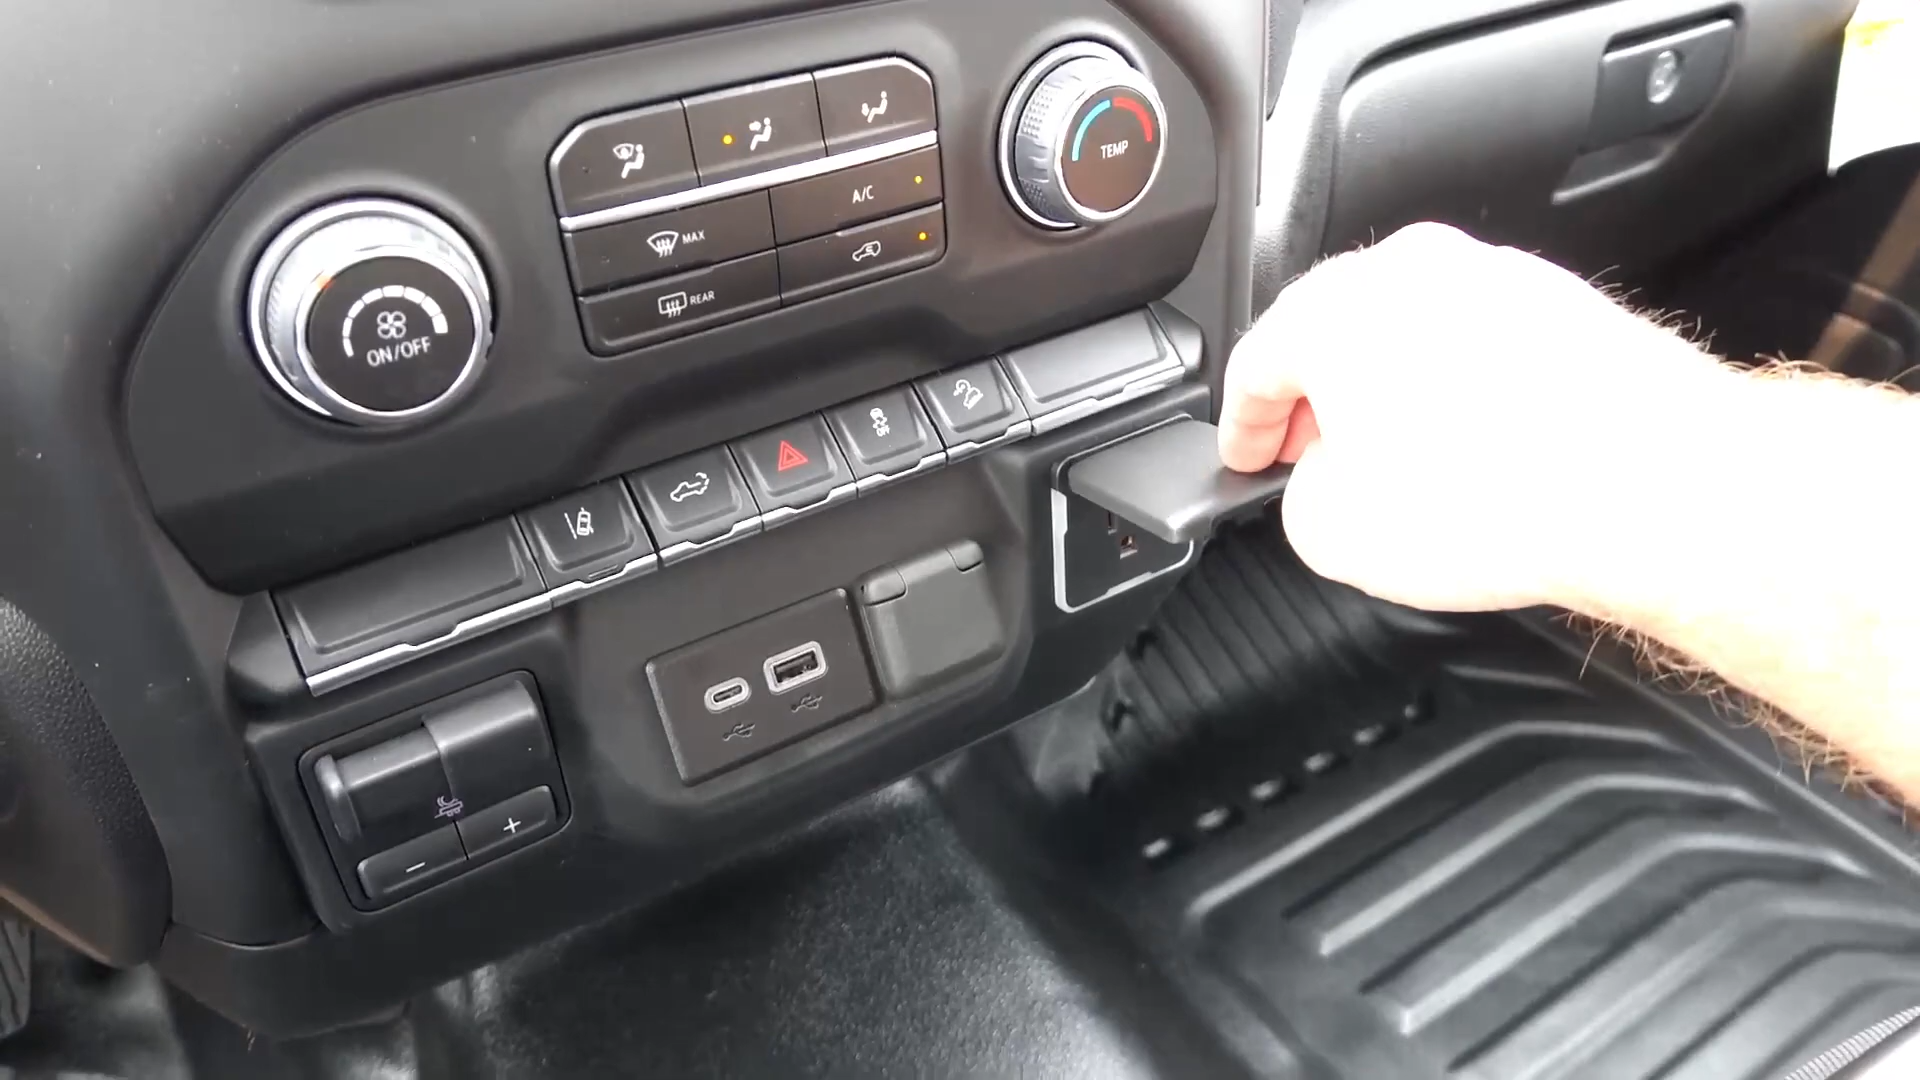 TEMP
A/C
MAX
REAR
ON/OFF
OFF
+
−